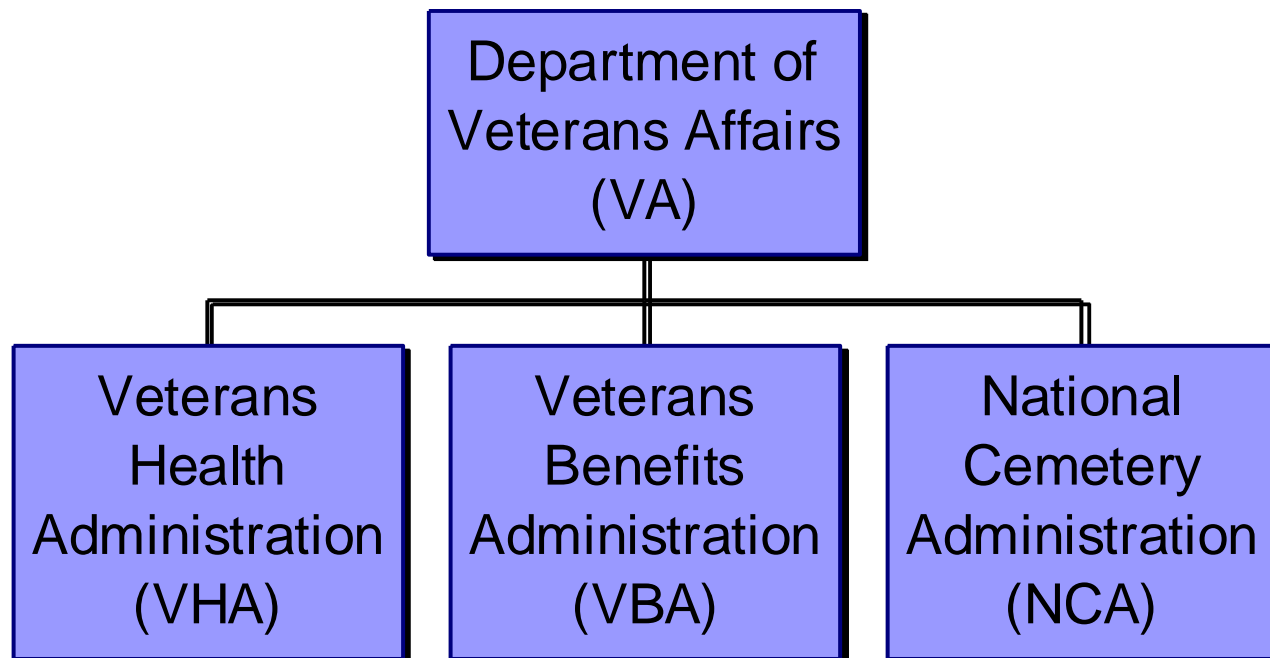 Department of
Veterans Affairs
(VA)
Veterans
Health
Administration
(VHA)
Veterans
Benefits
Administration
(VBA)
National
Cemetery
Administration
(NCA)